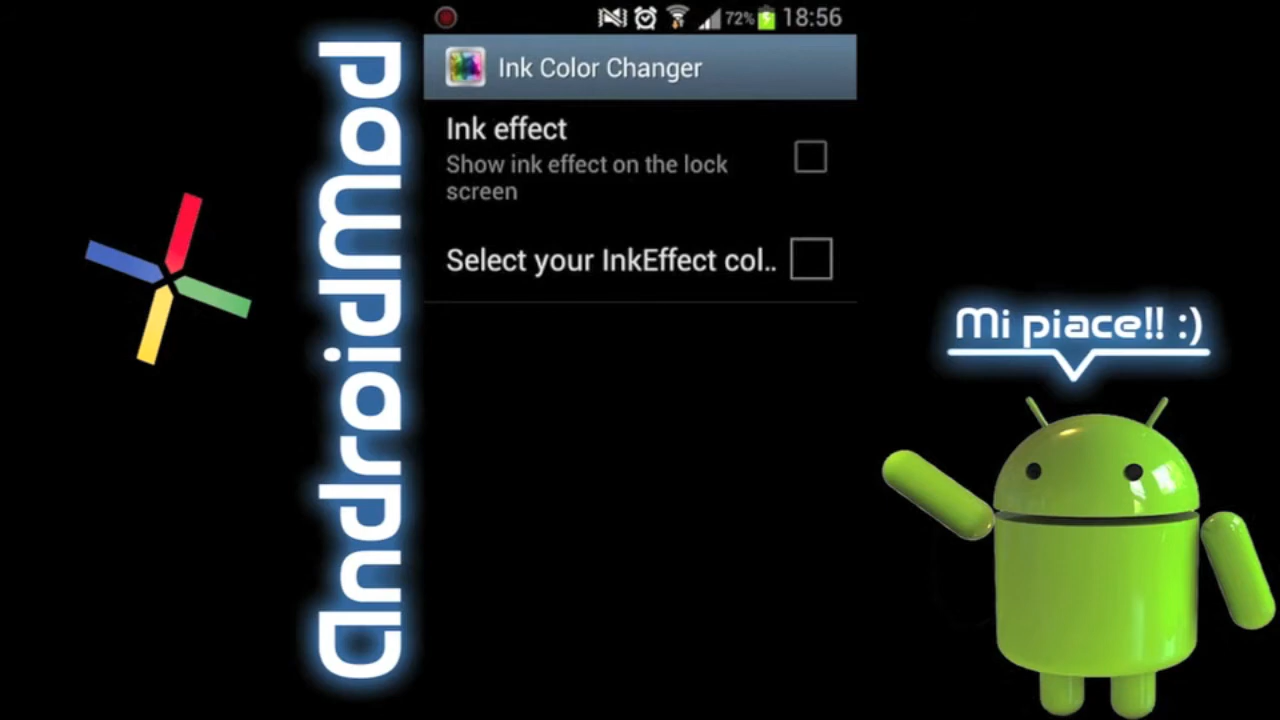 72% 18:56
Ink Color Changer
Ink effect
Show ink effect on the lock
screen
Select your InkEffect col..
AndroidMod
Mi piace!! :)